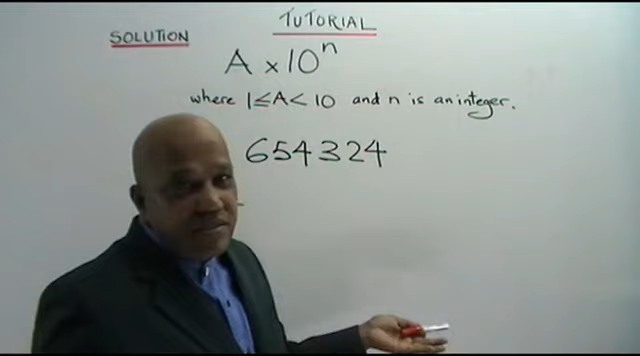 TUTORIAL
SOLUTION
A × 10ⁿ
where 1 ≤ A < 10 and n is an integer.
654324